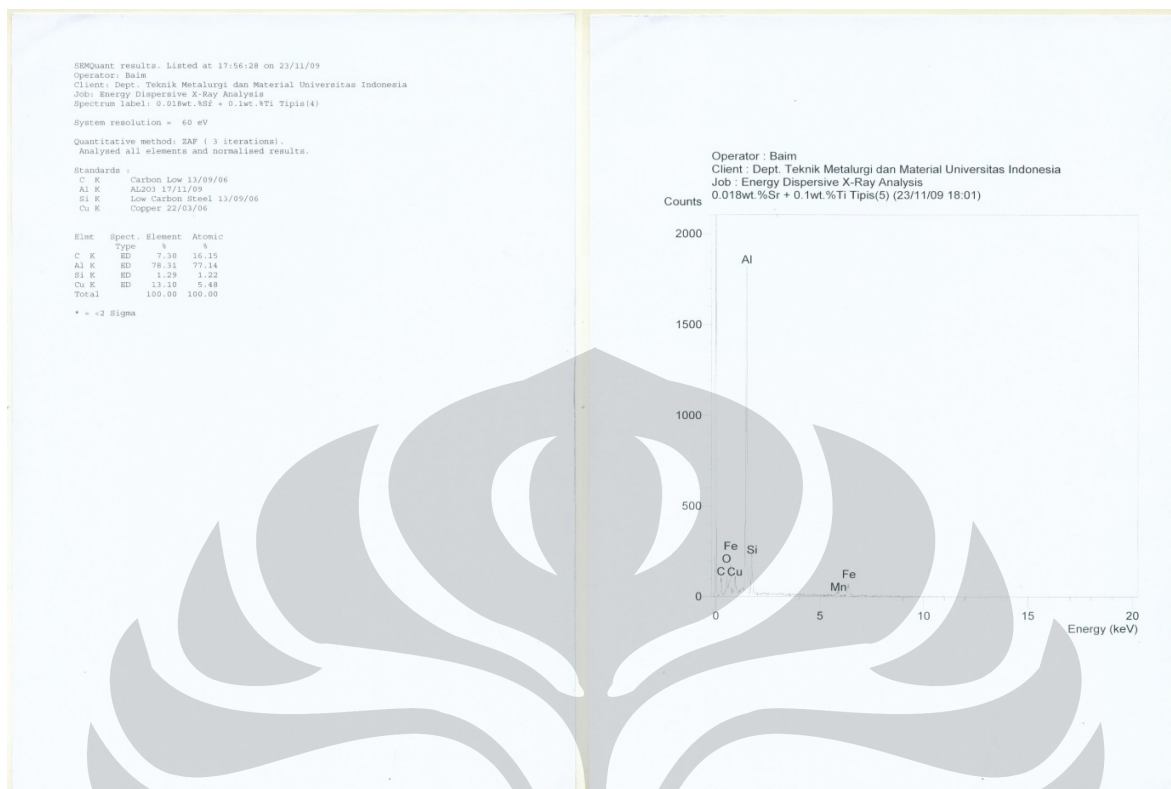 SEMQuant results. Listed at 17:56:28 on 23/11/09
Operator: Baim
Client: Dept. Teknik Metalurgi dan Material Universitas Indonesia
Job: Energy Dispersive X-Ray Analysis
Spectrum label: 0.018wt.%Sr + 0.1wt.%Ti Tipis(4)
System resolution = 60 eV
Quantitative method: ZAF ( 3 iterations).
Analysed all elements and normalised results.
Standards :
C K Carbon Low 13/09/06
Al K AL2O3 17/11/09
Si K Low Carbon Steel 13/09/06
Cu K Copper 22/03/06
Elmt Spect. Element Atomic
Type % %
C K ED 7.30 16.15
Al K ED 78.31 77.14
Si K ED 1.29 1.22
Cu K ED 13.10 5.48
Total 100.00 100.00
* = <2 Sigma
Operator : Baim
Client : Dept. Teknik Metalurgi dan Material Universitas Indonesia
Job : Energy Dispersive X-Ray Analysis
0.018wt.%Sr + 0.1wt.%Ti Tipis(5) (23/11/09 18:01)
Counts
2000
Al
1500
1000
500
Fe
O Si
C Cu
Fe
Mn
0
0 5 10 15 20
Energy (keV)